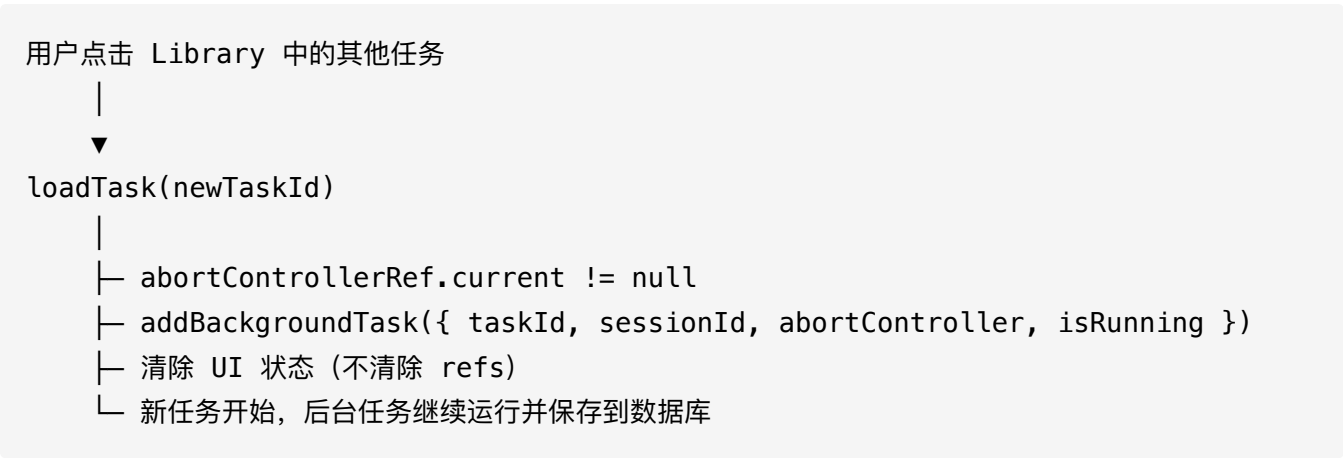 用户点击 Library 中的其他任务
│
▼
loadTask(newTaskId)
│
├─ abortControllerRef.current != null
├─ addBackgroundTask({ taskId, sessionId, abortController, isRunning })
├─ 清除 UI 状态（不清除 refs）
└─ 新任务开始，后台任务继续运行并保存到数据库